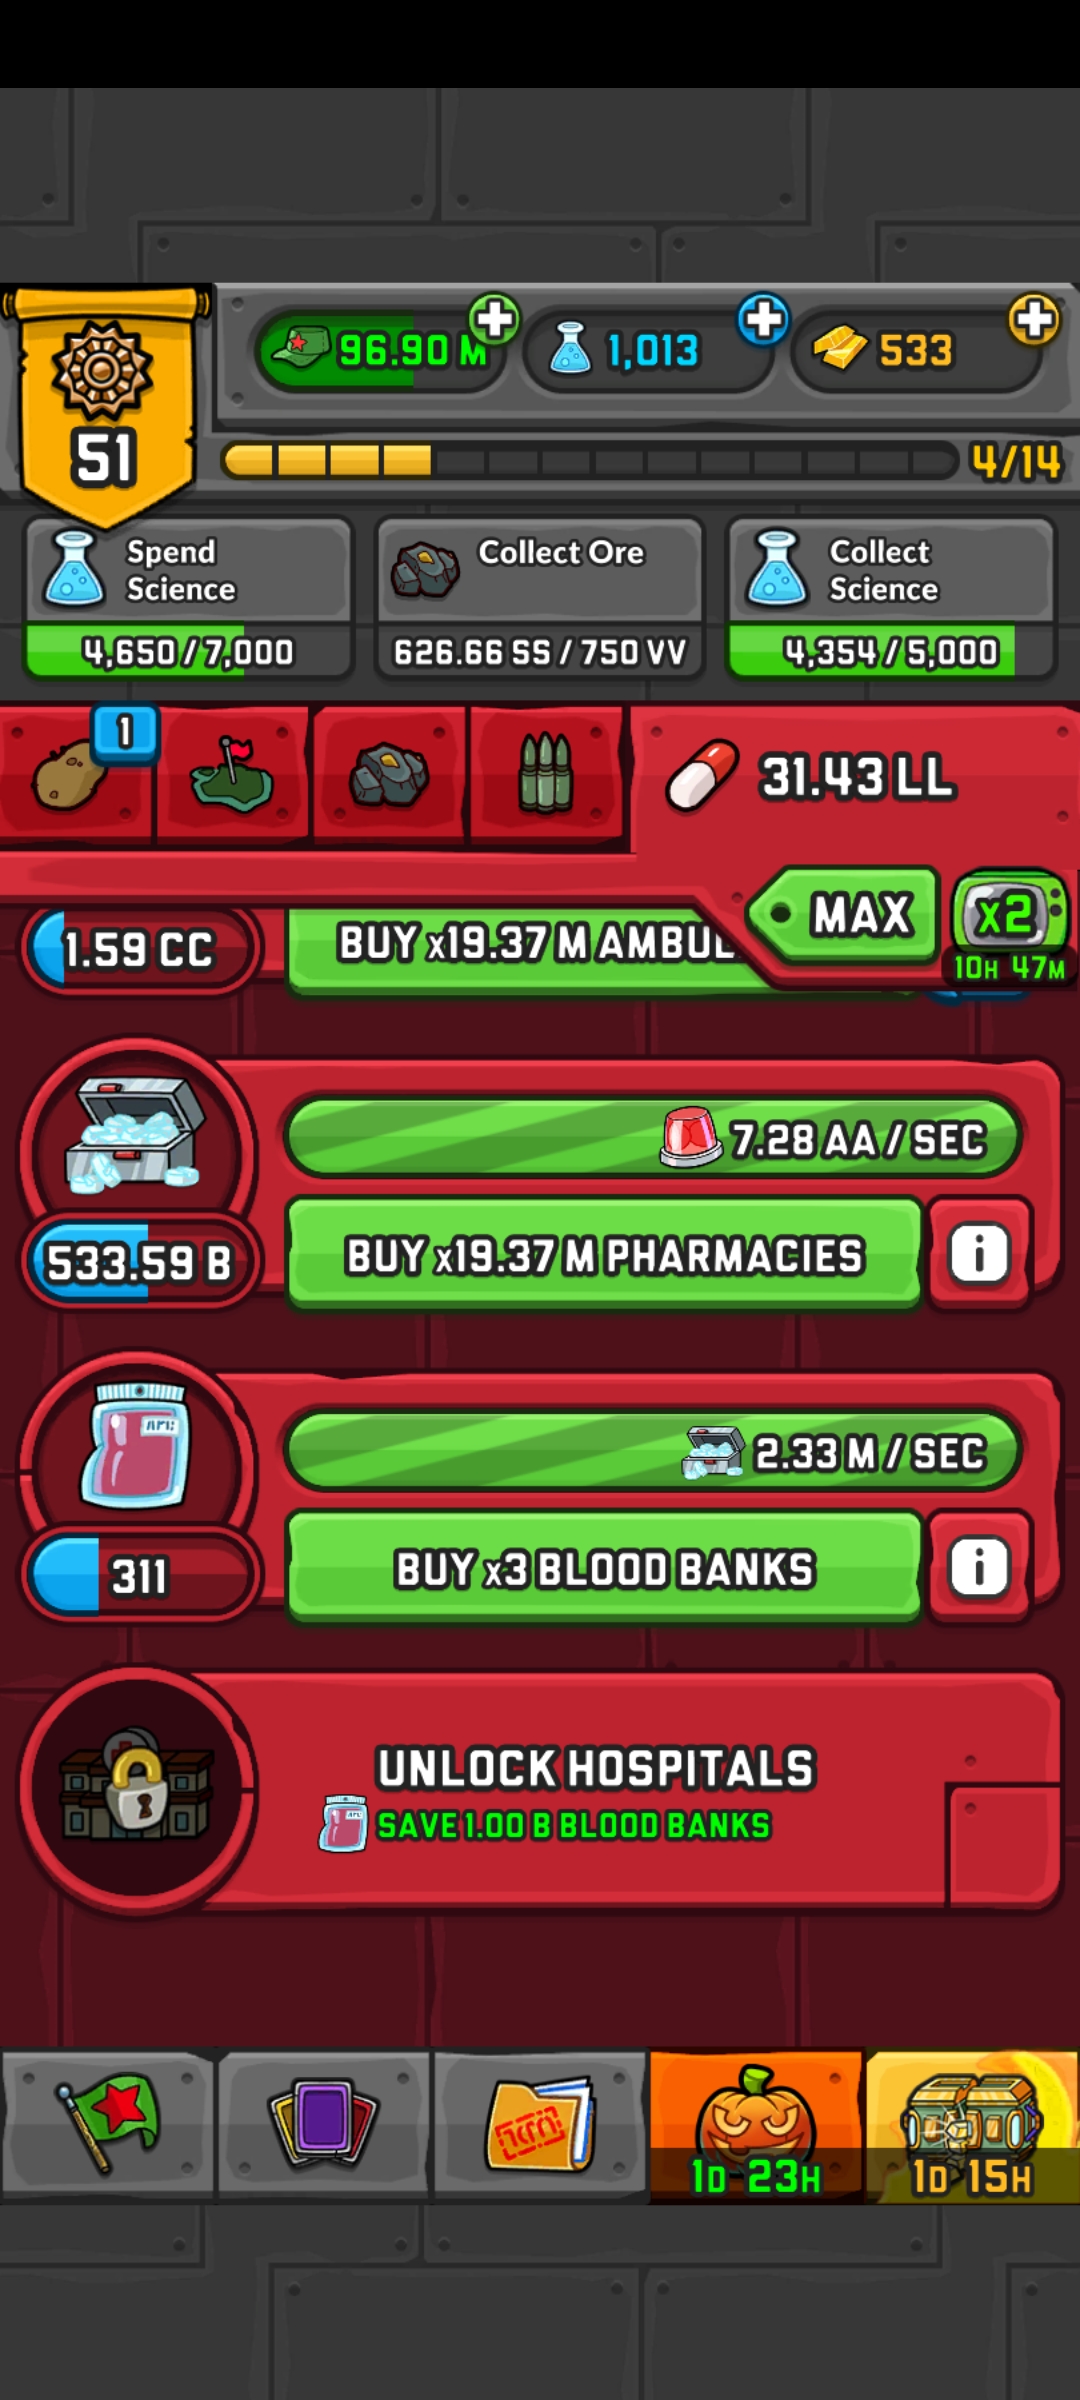 96.90 M
1,013
533
51
4/14
Spend
Science
4,650/7,000
Collect Ore
626.66 SS/750 VV
Collect
Science
4,354/5,000
1
31.43 LL
MAX
x2
10H 47M
1.59 CC
BUY x19.37 M AMBUL
7.28 AA/SEC
533.59 B
BUY x19.37 M PHARMACIES
i
2.33 M/SEC
311
BUY x3 BLOOD BANKS
i
UNLOCK HOSPITALS
SAVE 1.00 B BLOOD BANKS
1D 23H
1D 15H